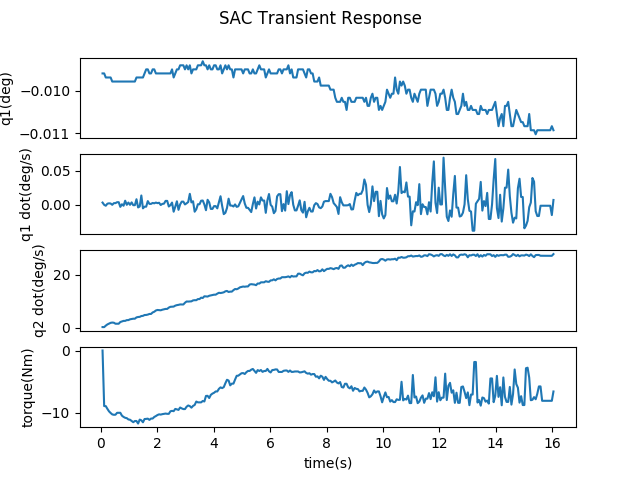 SAC Transient Response
q1(deg)
−0.010
−0.011
q1 dot(deg/s)
0.05
0.00
q2 dot(deg/s)
20
0
torque(Nm)
0
−10
0 2 4 6 8 10 12 14 16
time(s)